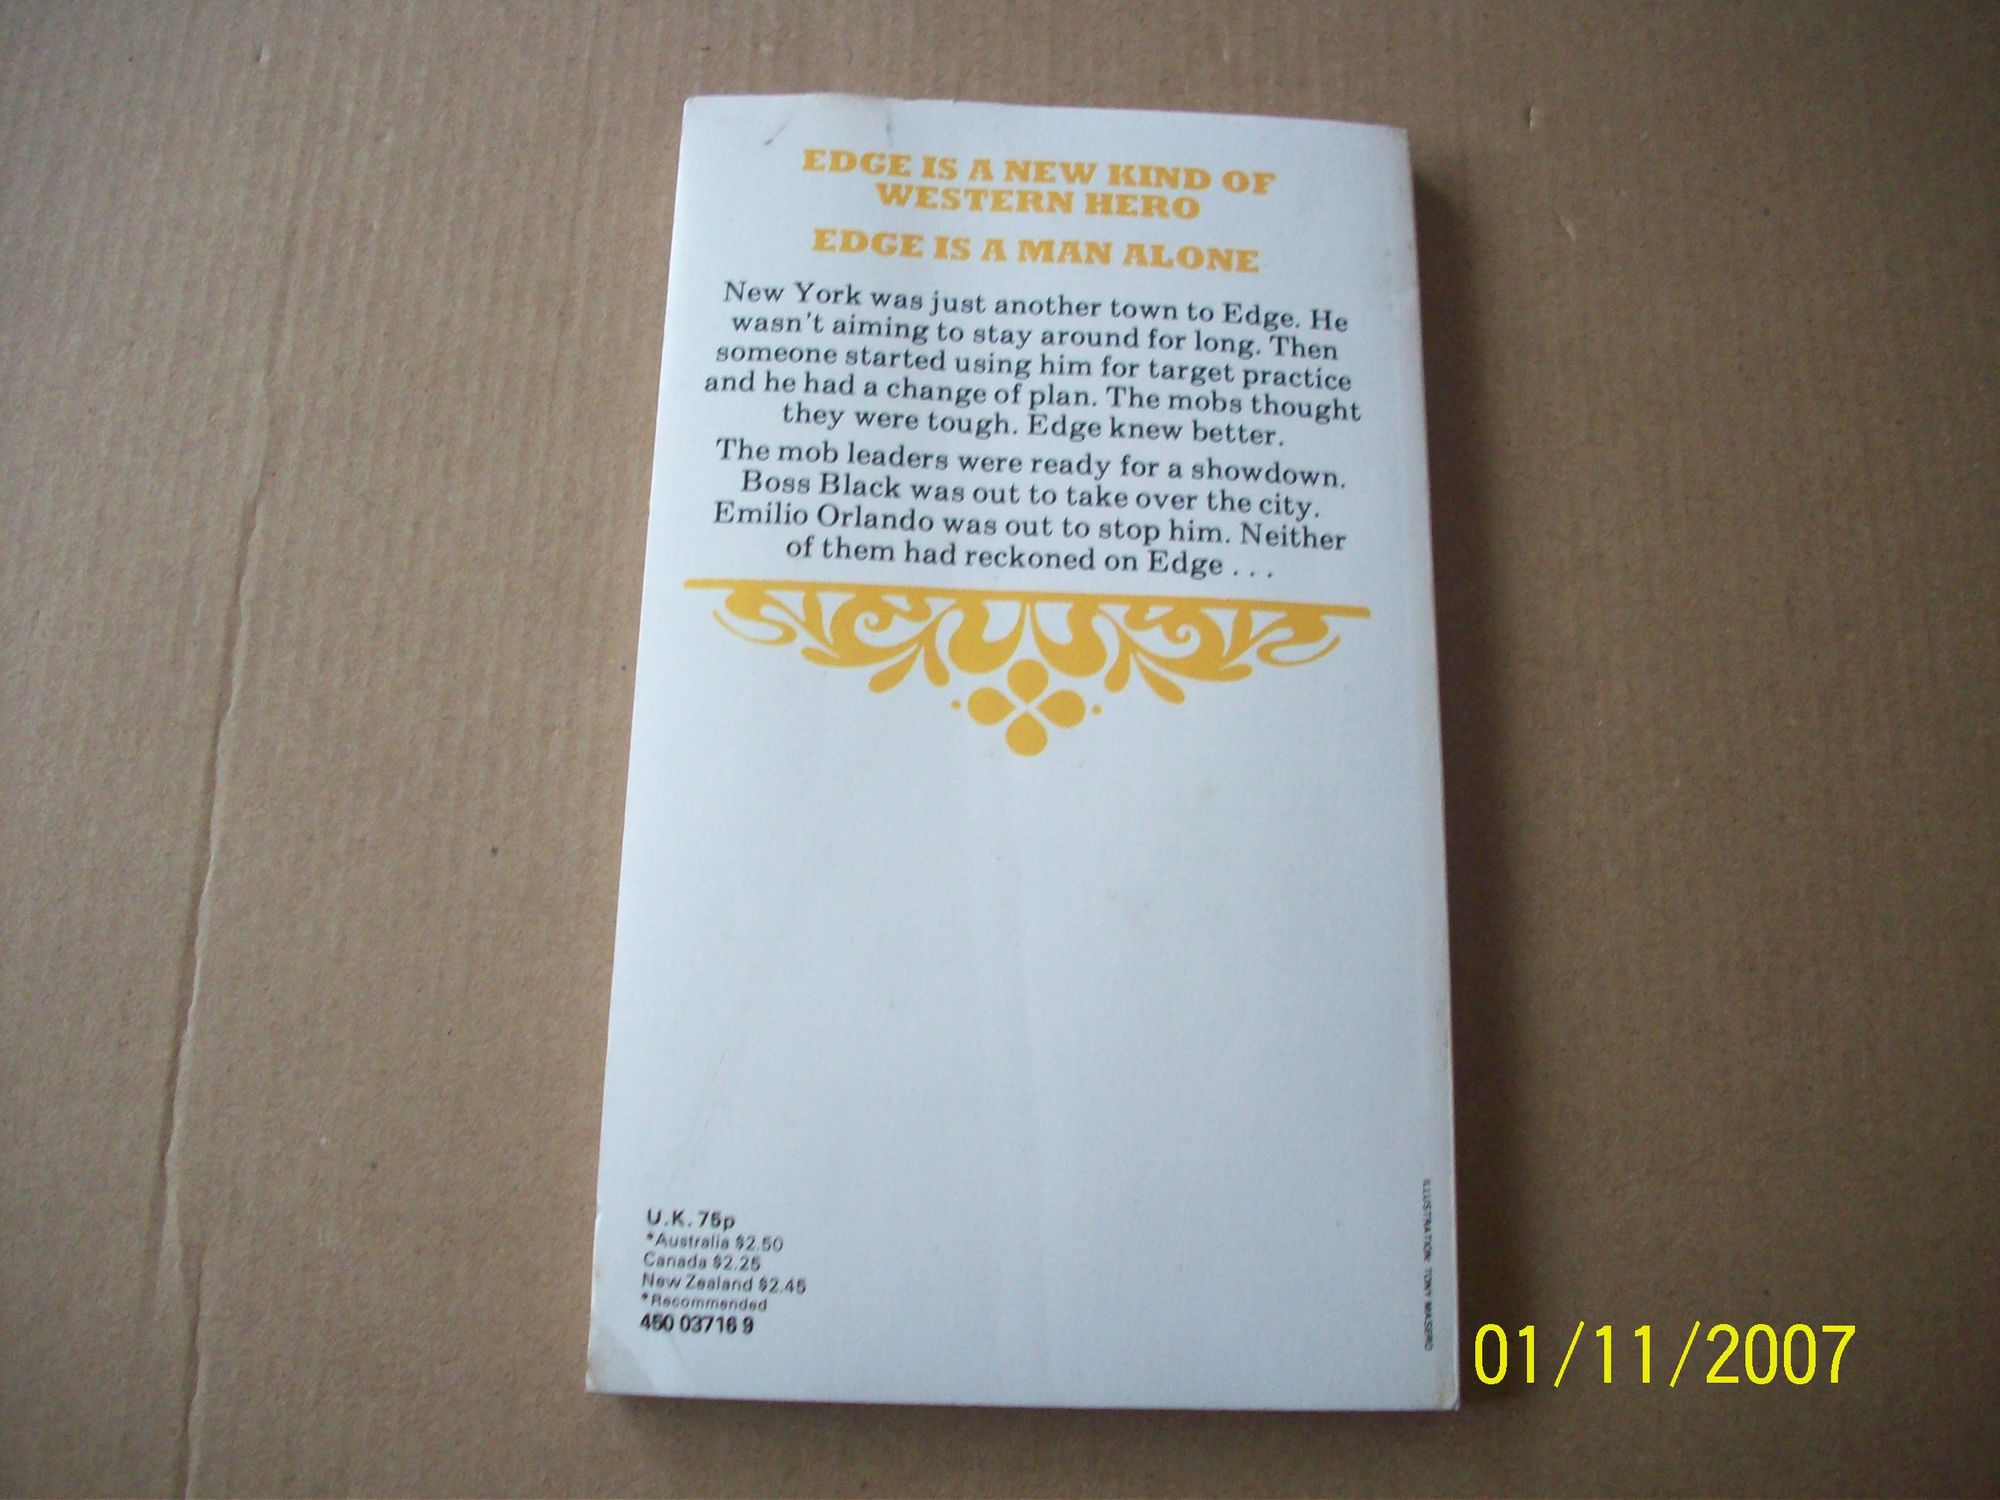 EDGE IS A NEW KIND OF
WESTERN HERO
EDGE IS A MAN ALONE
New York was just another town to Edge. He
wasn't aiming to stay around for long. Then
someone started using him for target practice
and he had a change of plan. The mobs thought
they were tough. Edge knew better.
The mob leaders were ready for a showdown.
Boss Black was out to take over the city.
Emilio Orlando was out to stop him. Neither
of them had reckoned on Edge . . .
U.K. 75p
*Australia $2.50
Canada $2.25
New Zealand $2.45
*Recommended
450 03716 9
ILLUSTRATION: TONY MASERO
01/11/2007